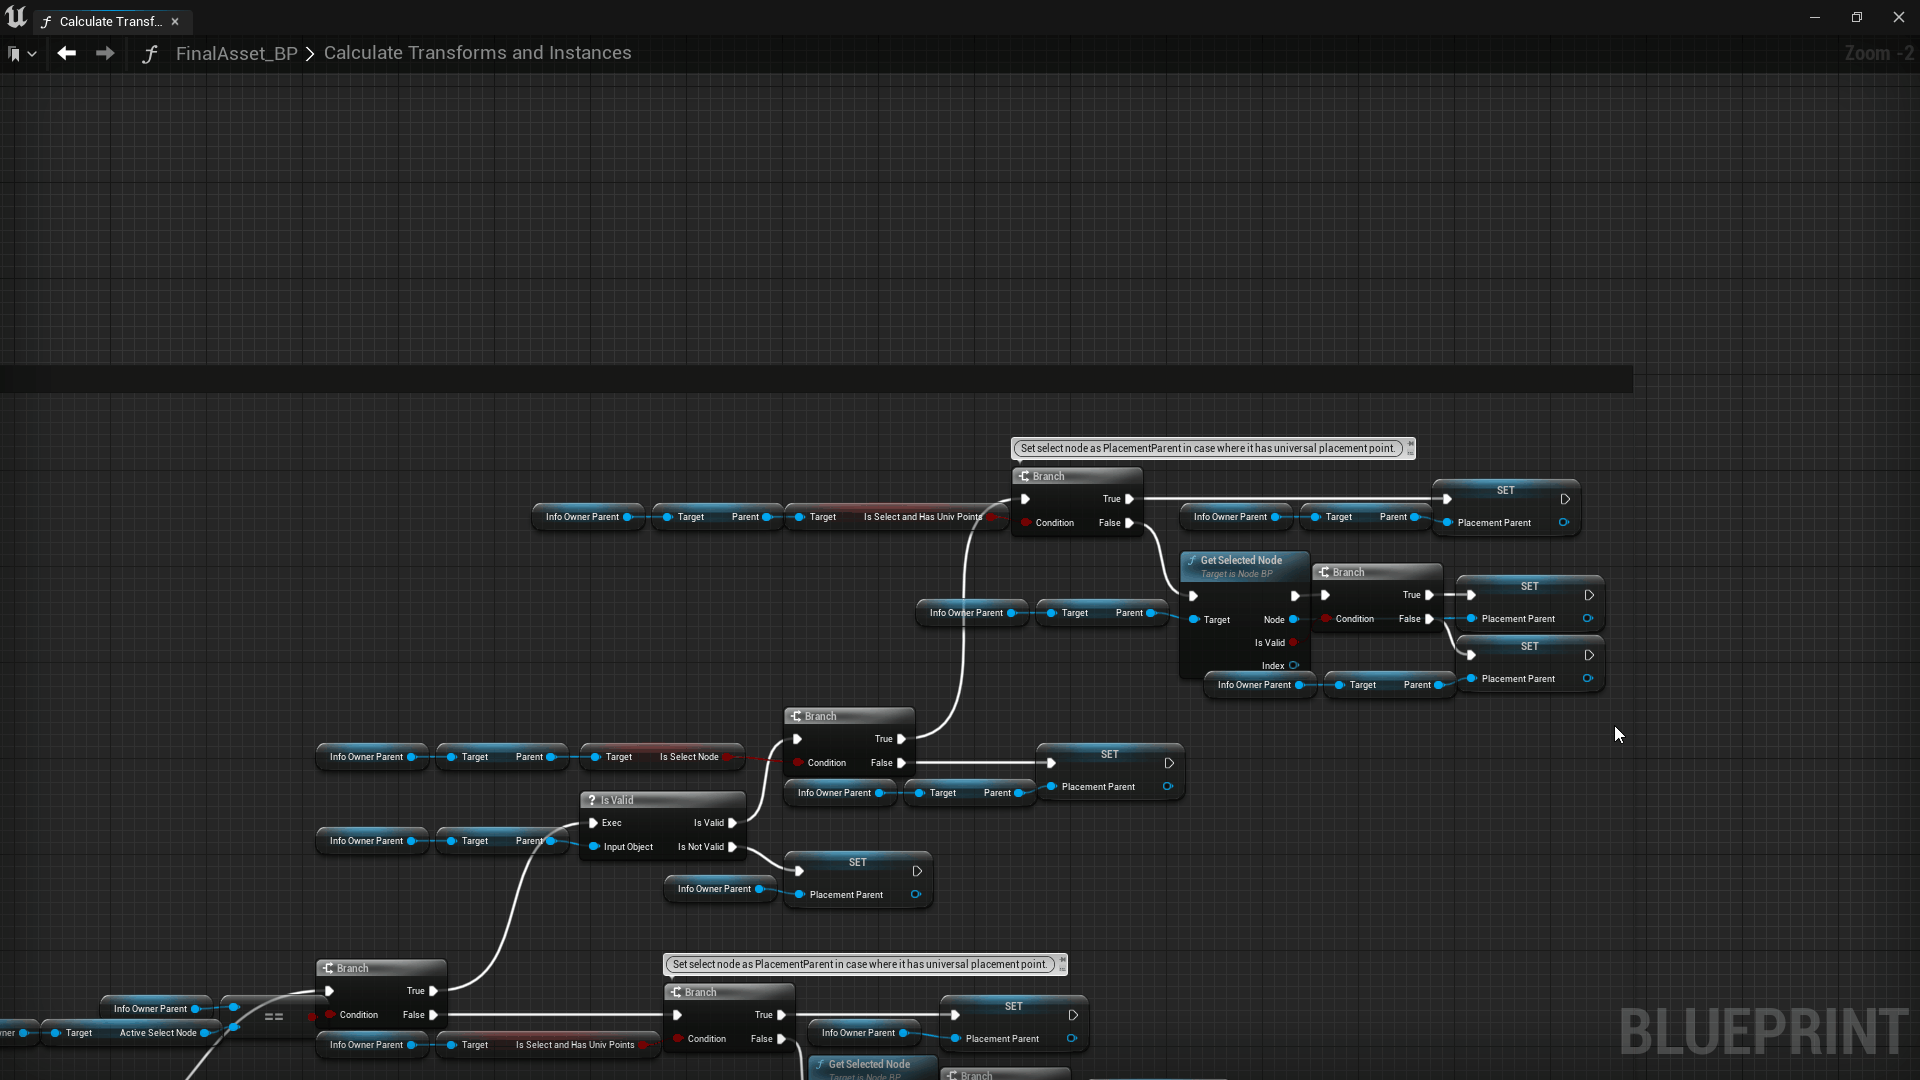 Calculate Transf...
FinalAsset_BP > Calculate Transforms and Instances
Zoom -2
Set select node as PlacementParent in case where it has universal placement point.
Branch
SET
True
Info Owner Parent
Target Parent
Target Is Select and Has Univ Points
Condition False
Info Owner Parent
Target Parent
Placement Parent
Get Selected Node
Target is Node BP
Branch
SET
True
Info Owner Parent
Target Parent
Target Node
Condition False
Placement Parent
Is Valid
SET
Index
Info Owner Parent
Target Parent
Placement Parent
Branch
True
Info Owner Parent
Target Parent
Target Is Select Node
Condition False
SET
Info Owner Parent
Target Parent
Placement Parent
Is Valid
Exec Is Valid
Info Owner Parent
Target Parent
Input Object Is Not Valid
SET
Info Owner Parent
Placement Parent
Set select node as PlacementParent in case where it has universal placement point.
Branch
True
Branch
SET
Info Owner Parent
==
Condition False
True
Target Active Select Node
Info Owner Parent
Target Is Select and Has Univ Points
Condition False
Info Owner Parent
Placement Parent
Get Selected Node
Target is Node BP
Branch
BLUEPRINT